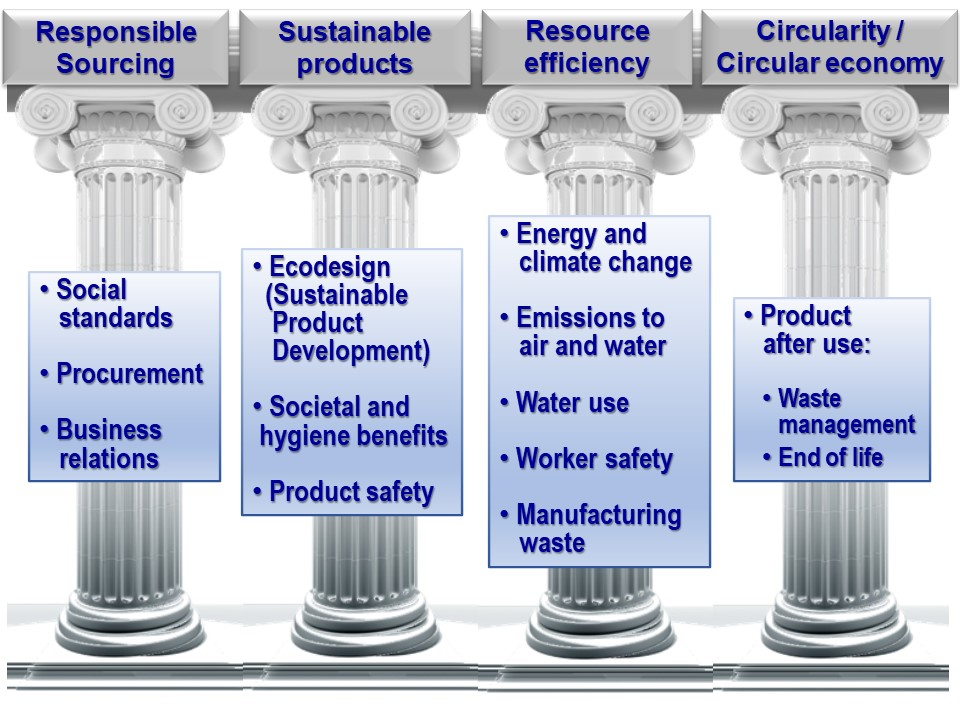 Responsible
Sourcing
Sustainable
products
Resource
efficiency
Circularity /
Circular economy
• Social
standards
• Procurement
• Business
relations
• Ecodesign
(Sustainable
Product
Development)
• Societal and
hygiene benefits
• Product safety
• Energy and
climate change
• Emissions to
air and water
• Water use
• Worker safety
• Manufacturing
waste
• Product
after use:
• Waste
management
• End of life